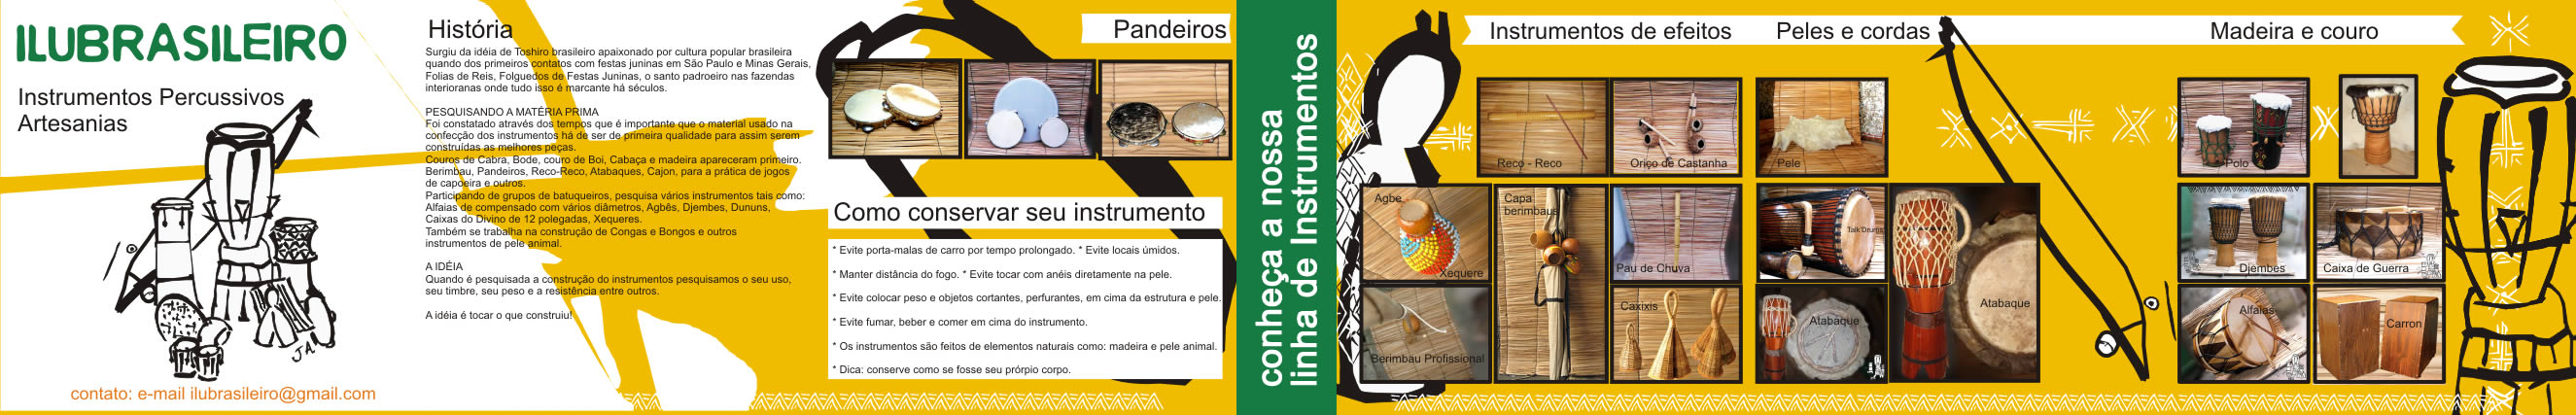 ILUBRASILEIRO
Instrumentos Percussivos
Artesanias
JA
contato: e-mail ilubrasileiro@gmail.com
História
Surgiu da idéia de Toshiro brasileiro apaixonado por cultura popular brasileira
quando dos primeiros contatos com festas juninas em São Paulo e Minas Gerais,
Folias de Reis, Folguedos de Festas Juninas, o santo padroeiro nas fazendas
interioranas onde tudo isso é marcante há séculos.
PESQUISANDO A MATÉRIA PRIMA
Foi constatado através dos tempos que é importante que o material usado na
confecção dos instrumentos há de ser de primeira qualidade para assim serem
construídas as melhores peças.
Couros de Cabra, Bode, couro de Boi, Cabaça e madeira apareceram primeiro.
Berimbau, Pandeiros, Reco-Reco, Atabaques, Cajon, para a prática de jogos
de capoeira e outros.
Participando de grupos de batuqueiros, pesquisa vários instrumentos tais como:
Alfaias de compensado com vários diâmetros, Agbês, Djembes, Dununs,
Caixas do Divino de 12 polegadas, Xequeres.
Também se trabalha na construção de Congas e Bongos e outros
instrumentos de pele animal.
A IDÉIA
Quando é pesquisada a construção do instrumentos pesquisamos o seu uso,
seu timbre, seu peso e a resistência entre outros.
A idéia é tocar o que construiu!
Pandeiros
Como conservar seu instrumento
* Evite porta-malas de carro por tempo prolongado. * Evite locais úmidos.
* Manter distância do fogo. * Evite tocar com anéis diretamente na pele.
* Evite colocar peso e objetos cortantes, perfurantes, em cima da estrutura e pele.
* Evite fumar, beber e comer em cima do instrumento.
* Os instrumentos são feitos de elementos naturais como: madeira e pele animal.
* Dica: conserve como se fosse seu prórpio corpo.
conheça a nossa
linha de Instrumentos
Instrumentos de efeitos
Reco - Reco
Oriço de Castanha
Agbe
Xequere
Capa
berimbaus
Pau de Chuva
Berimbau Profissional
Caxixis
Peles e cordas
Pele
Talk Drums
Atabaque
Atabaque
Madeira e couro
Polo
Djembes
Caixa de Guerra
Alfaias
Carron